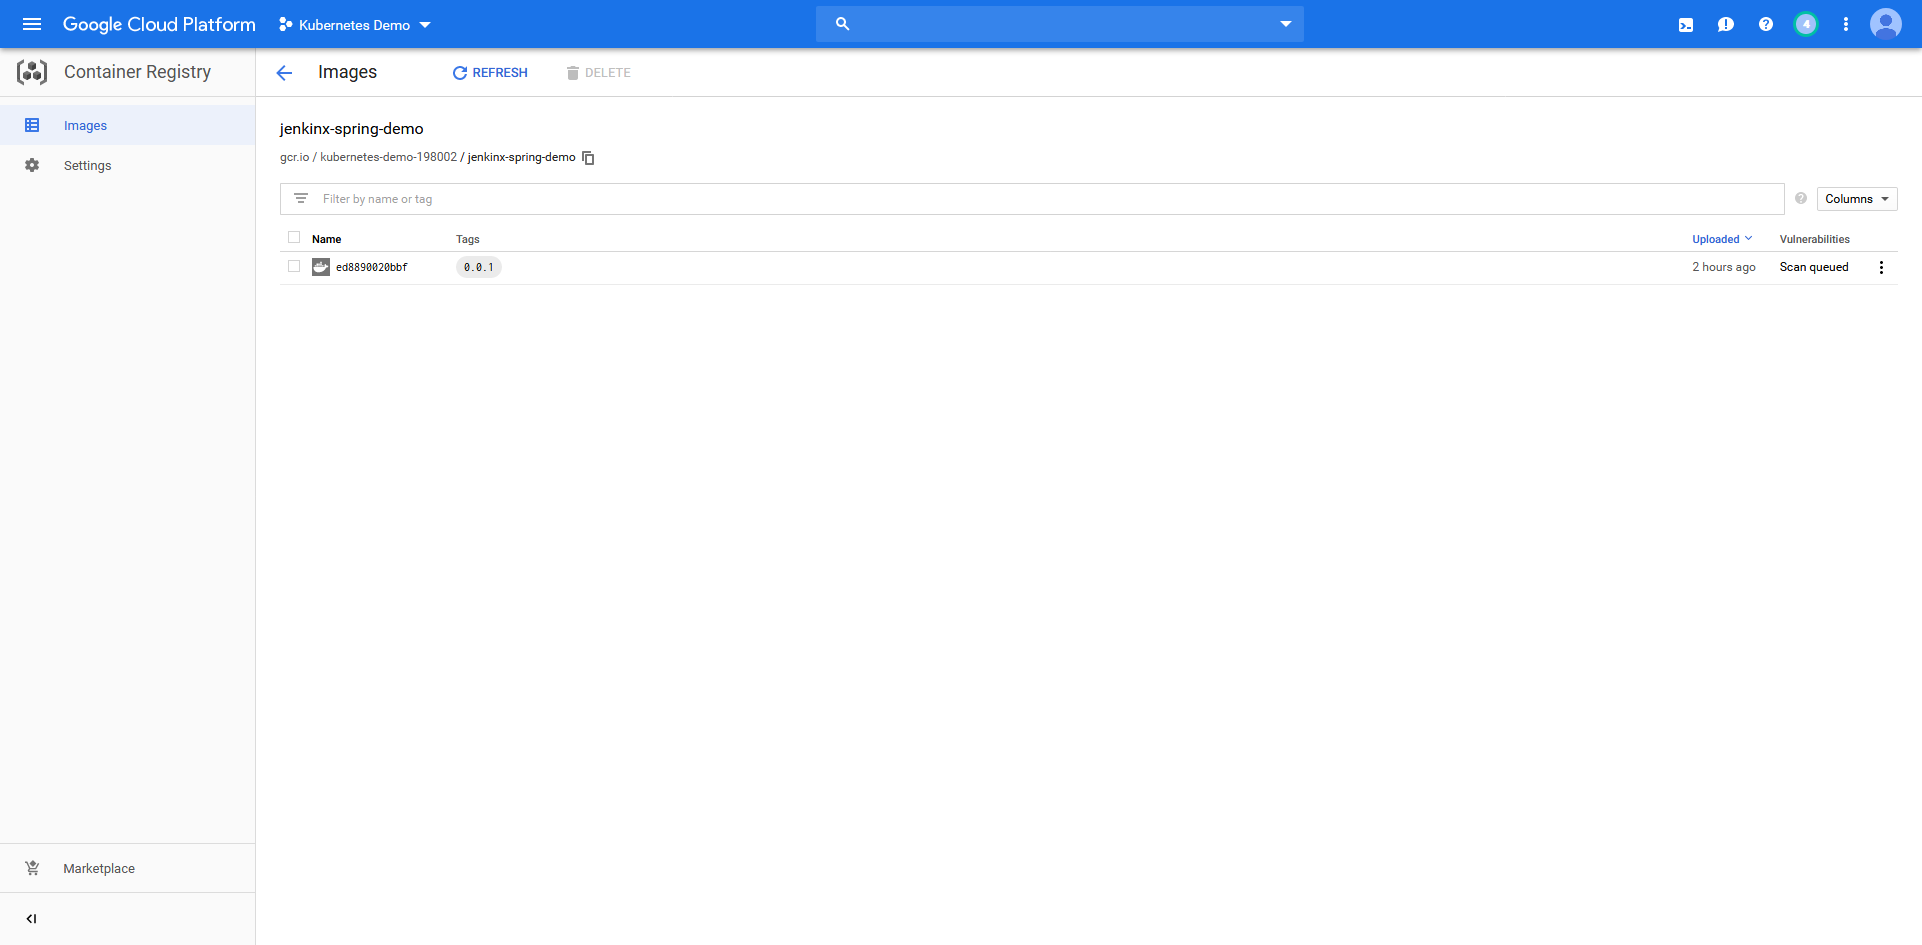 Google Cloud Platform
Kubernetes Demo
4
Container Registry
Images
REFRESH
DELETE
Images
Settings
jenkinx-spring-demo
gcr.io / kubernetes-demo-198002 / jenkinx-spring-demo
Filter by name or tag
Columns
Name Tags Uploaded Vulnerabilities
ed8890020bbf 0.0.1 2 hours ago Scan queued
Marketplace